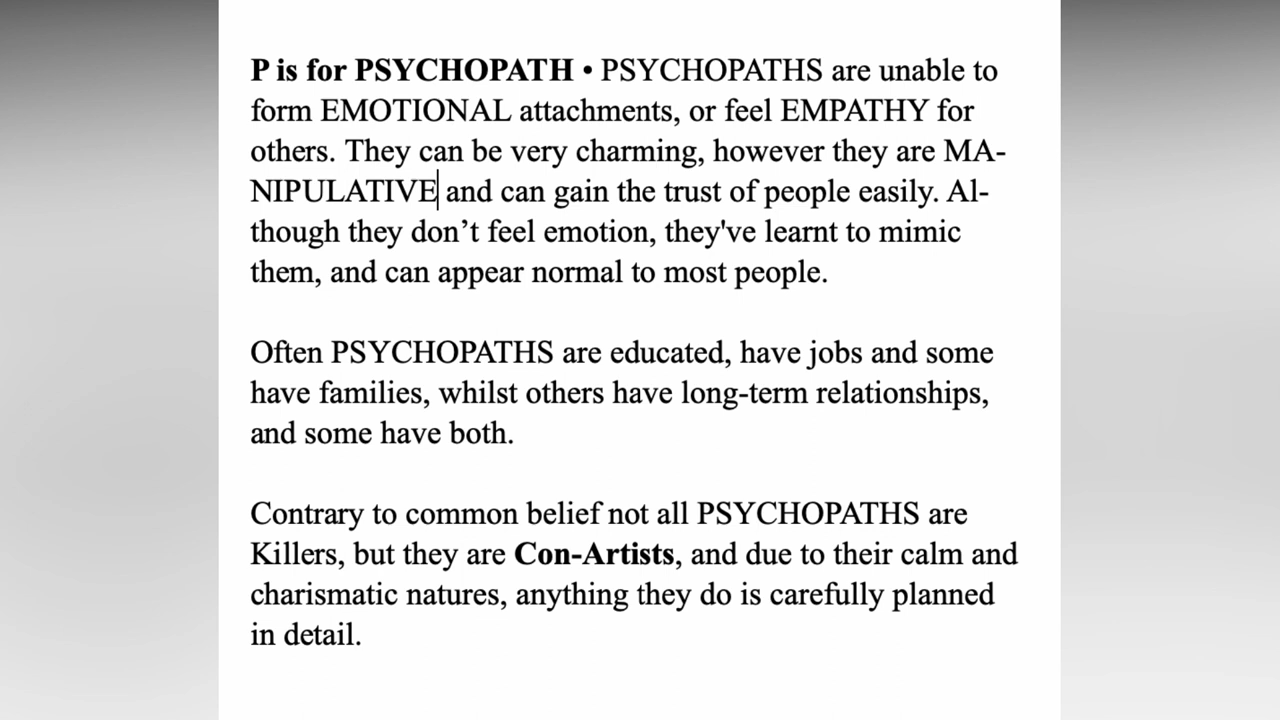 P is for PSYCHOPATH • PSYCHOPATHS are unable to
form EMOTIONAL attachments, or feel EMPATHY for
others. They can be very charming, however they are MA-
NIPULATIVE and can gain the trust of people easily. Al-
though they don’t feel emotion, they've learnt to mimic
them, and can appear normal to most people.
Often PSYCHOPATHS are educated, have jobs and some
have families, whilst others have long-term relationships,
and some have both.
Contrary to common belief not all PSYCHOPATHS are
Killers, but they are Con-Artists, and due to their calm and
charismatic natures, anything they do is carefully planned
in detail.